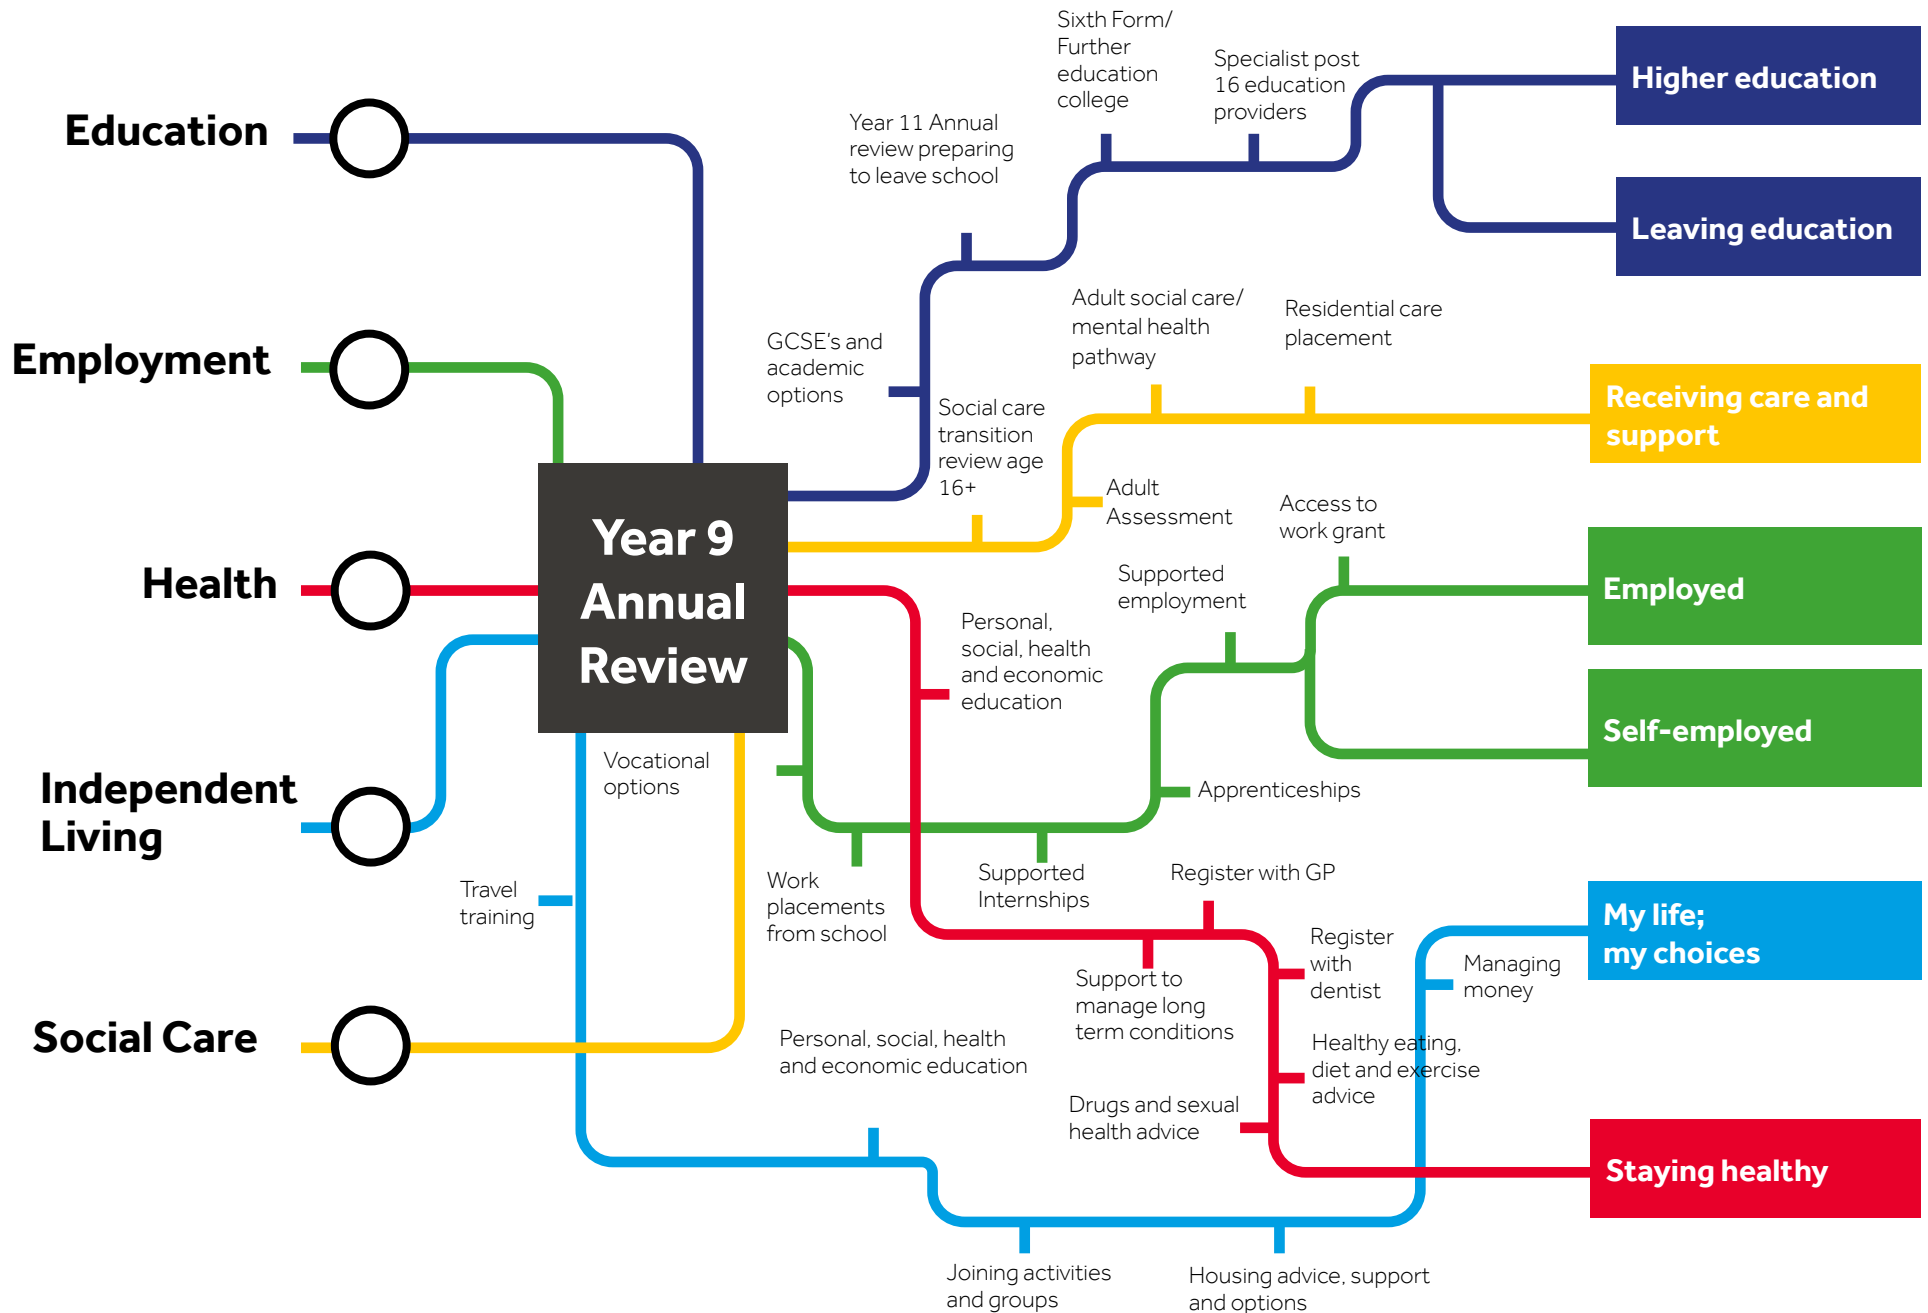 Education
Employment
Health
Independent
Living
Social Care
Year 9
Annual
Review
GCSE's and
academic
options
Year 11 Annual
review preparing
to leave school
Sixth Form/
Further
education
college
Specialist post
16 education
providers
Higher education
Leaving education
Social care
transition
review age
16+
Adult
Assessment
Adult social care/
mental health
pathway
Residential care
placement
Receiving care and
support
Vocational
options
Work
placements
from school
Supported
Internships
Apprenticeships
Supported
employment
Access to
work grant
Employed
Self-employed
Personal,
social, health
and economic
education
Support to
manage long
term conditions
Register with GP
Register
with
dentist
Healthy eating,
diet and exercise
advice
Drugs and sexual
health advice
Staying healthy
Travel
training
Personal, social, health
and economic education
Joining activities
and groups
Housing advice, support
and options
Managing
money
My life;
my choices